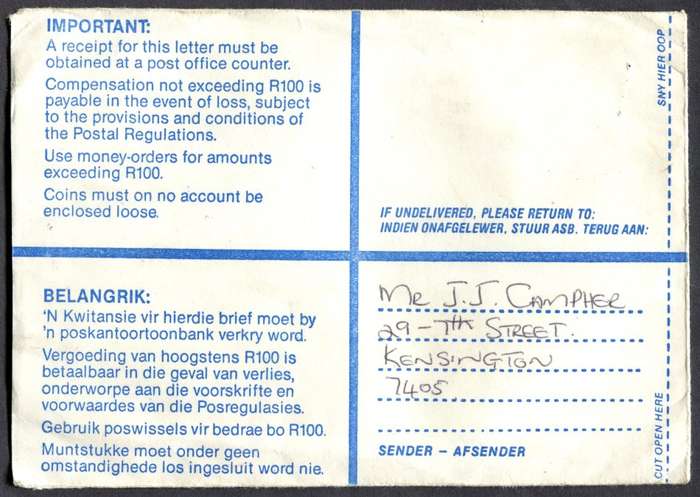 IMPORTANT:
A receipt for this letter must be
obtained at a post office counter.
Compensation not exceeding R100 is
payable in the event of loss, subject
to the provisions and conditions of
the Postal Regulations.
Use money-orders for amounts
exceeding R100.
Coins must on no account be
enclosed loose.
IF UNDELIVERED, PLEASE RETURN TO:
INDIEN ONAFGELEWER, STUUR ASB. TERUG AAN:
SNY HIER OOP
BELANGRIK:
'N Kwitansie vir hierdie brief moet by
'n poskantoortoonbank verkry word.
Vergoeding van hoogstens R100 is
betaalbaar in die geval van verlies,
onderworpe aan die voorskrifte en
voorwaardes van die Posregulasies.
Gebruik poswissels vir bedrae bo R100.
Muntstukke moet onder geen
omstandighede los ingesluit word nie.
MR J.J. CAMPHER
29 - 7th STREET.
KENSINGTON
7405
SENDER – AFSENDER
CUT OPEN HERE